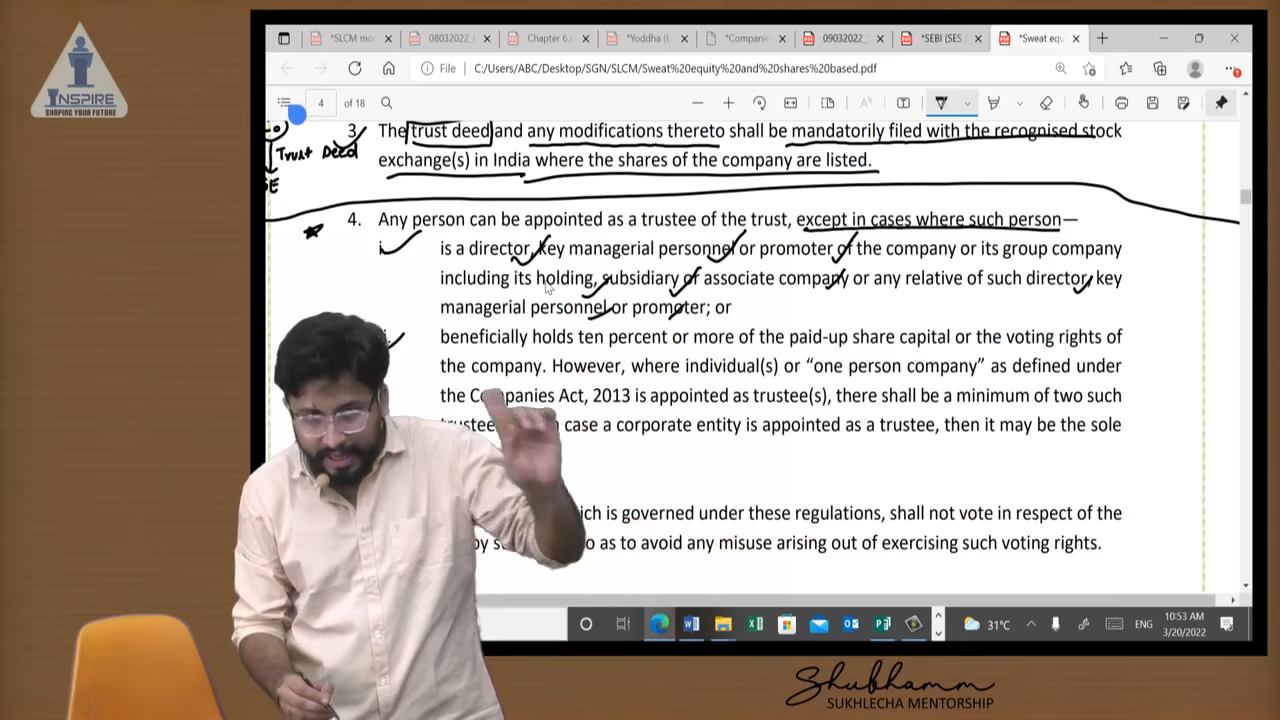 INSPIRE
SHAPING YOUR FUTURE
*SLCM mo
08032022_
Chapter 6.
*Yoddha (E
*Companie
09032022_
*SEBI (SES
*Sweat equ
File
C:/Users/ABC/Desktop/SGN/SLCM/Sweat%20equity%20and%20shares%20based.pdf
4 of 18
3. The trust deed and any modifications thereto shall be mandatorily filed with the recognised stock
Trust Deed
exchange(s) in India where the shares of the company are listed.
SE
4. Any person can be appointed as a trustee of the trust, except in cases where such person—
i. is a director, key managerial personnel or promoter of the company or its group company
including its holding, subsidiary of associate company or any relative of such director, key
managerial personnel or promoter; or
beneficially holds ten percent or more of the paid-up share capital or the voting rights of
the company. However, where individual(s) or “one person company” as defined under
the Companies Act, 2013 is appointed as trustee(s), there shall be a minimum of two such
case a corporate entity is appointed as a trustee, then it may be the sole
is governed under these regulations, shall not vote in respect of the
so as to avoid any misuse arising out of exercising such voting rights.
31°C
ENG
10:53 AM
3/20/2022
Shubhamm
SUKHLECHA MENTORSHIP